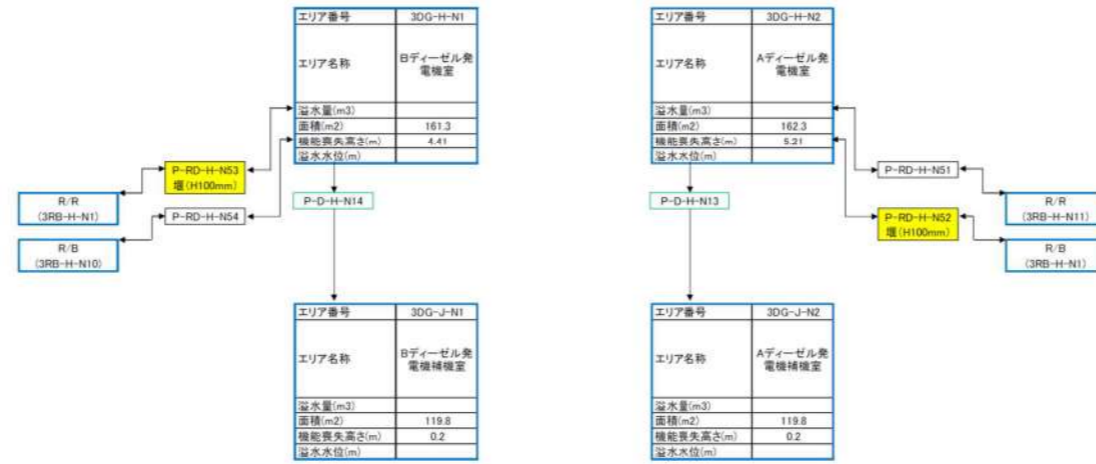 エリア番号 3DG-H-N1
エリア名称 Bディーゼル発
電機室
溢水量(m3)
面積(m2) 161.3
機能喪失高さ(m) 4.41
溢水水位(m)
エリア番号 3DG-H-N2
エリア名称 Aディーゼル発
電機室
溢水量(m3)
面積(m2) 162.3
機能喪失高さ(m) 5.21
溢水水位(m)
P-RD-H-N53
堰(H100mm)
R/R
(3RB-H-N1)
P-RD-H-N54
R/B
(3RB-H-N10)
P-D-H-N14
P-D-H-N13
P-RD-H-N51
R/R
(3RB-H-N11)
P-RD-H-N52
堰(H100mm)
R/B
(3RB-H-N1)
エリア番号 3DG-J-N1
エリア名称 Bディーゼル発
電機補機室
溢水量(m3)
面積(m2) 119.8
機能喪失高さ(m) 0.2
溢水水位(m)
エリア番号 3DG-J-N2
エリア名称 Aディーゼル発
電機補機室
溢水量(m3)
面積(m2) 119.8
機能喪失高さ(m) 0.2
溢水水位(m)